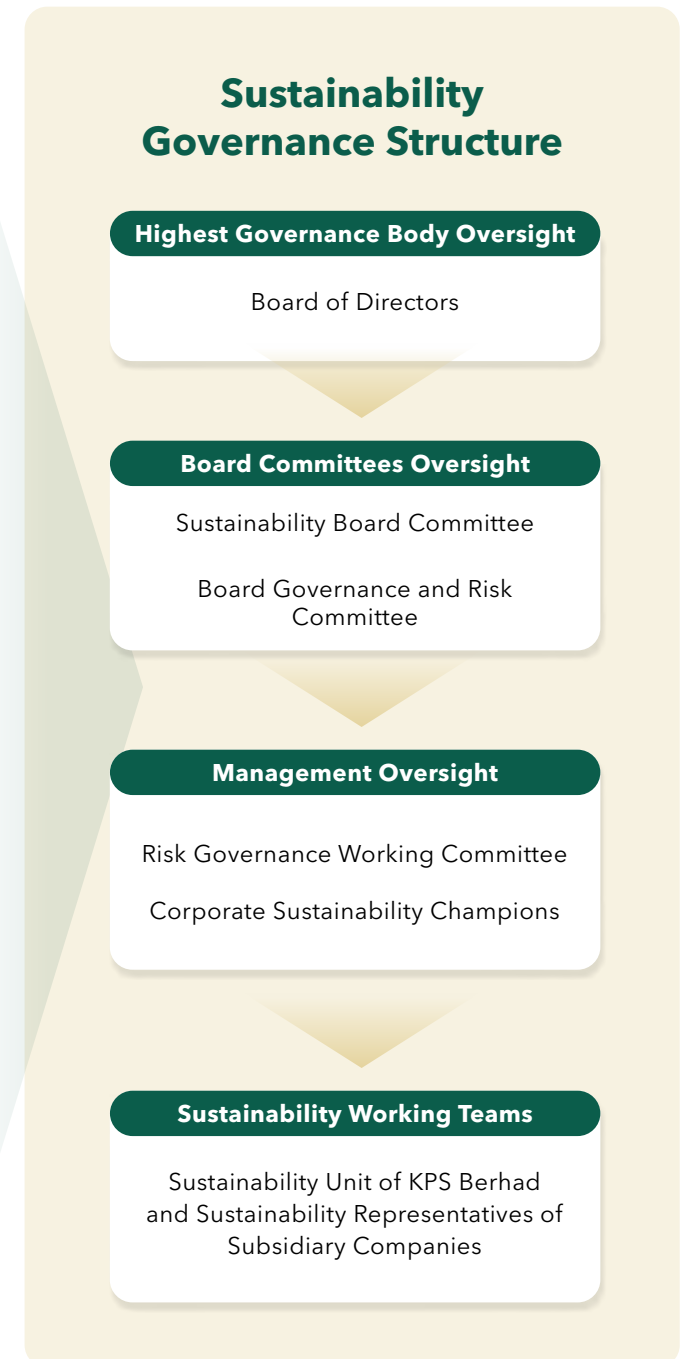 Sustainability
Governance Structure
Highest Governance Body Oversight
Board of Directors
Board Committees Oversight
Sustainability Board Committee
Board Governance and Risk
Committee
Management Oversight
Risk Governance Working Committee
Corporate Sustainability Champions
Sustainability Working Teams
Sustainability Unit of KPS Berhad
and Sustainability Representatives of
Subsidiary Companies